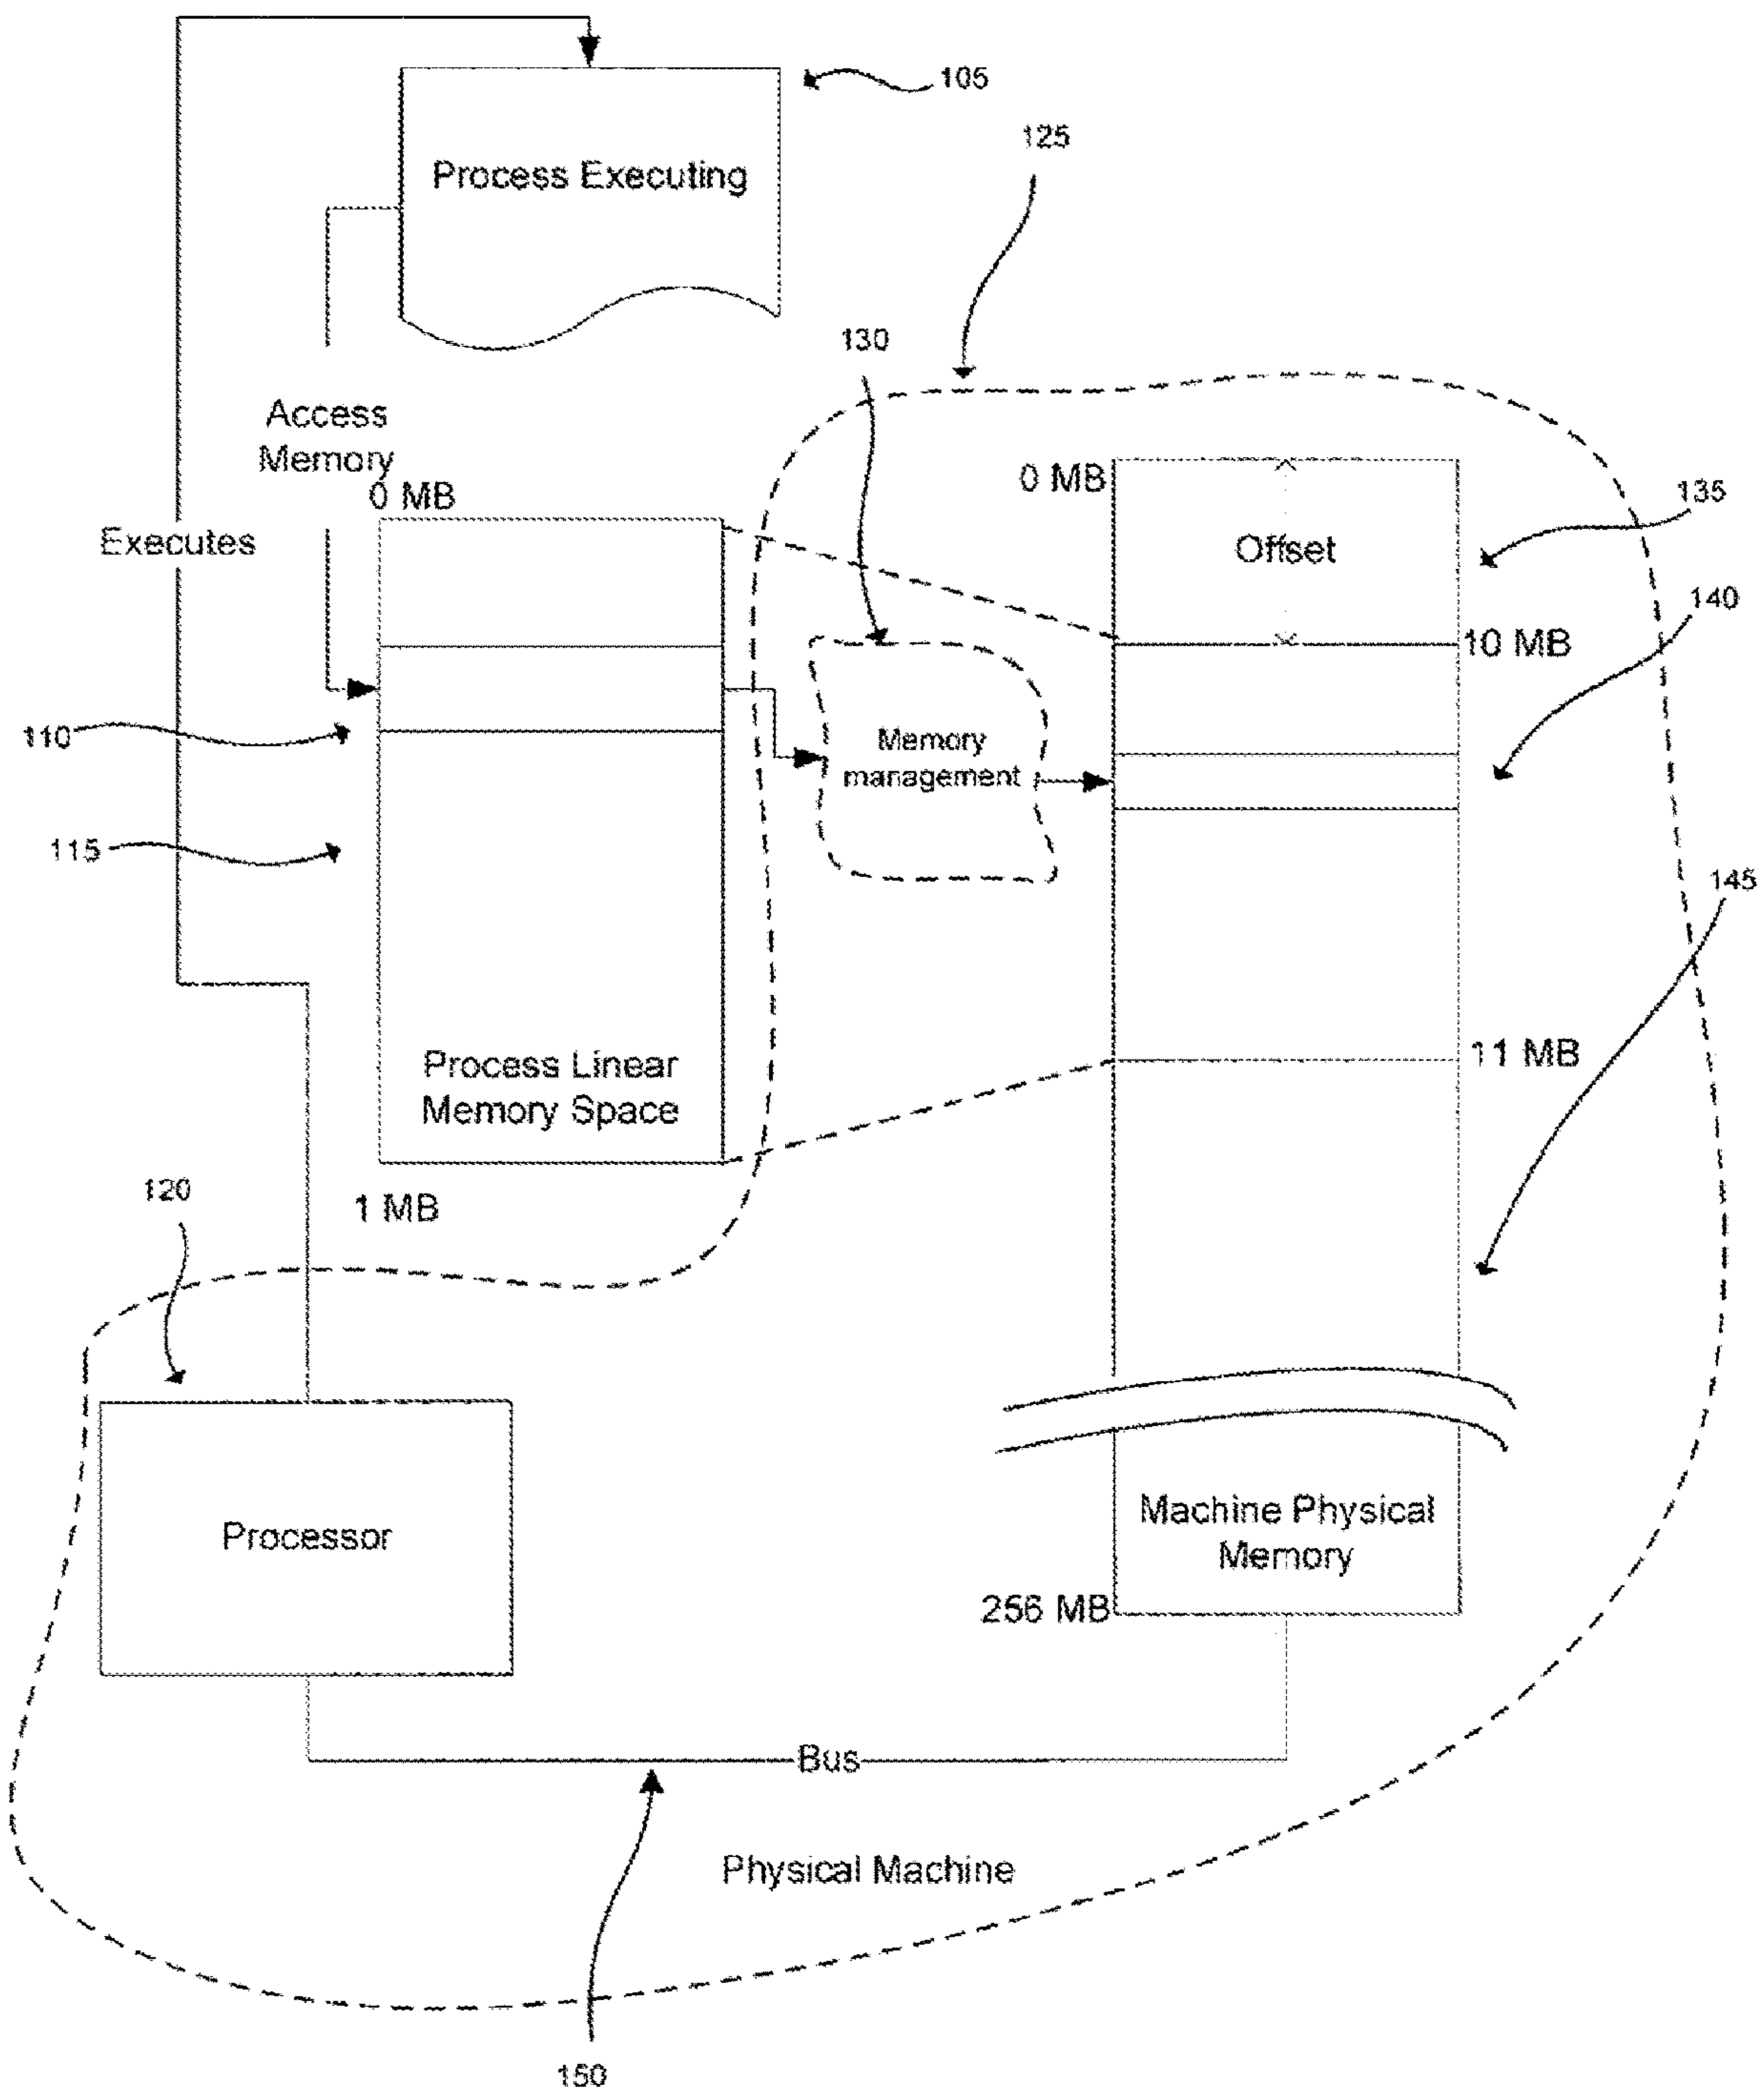 105
Process Executing
125
130
Access
Memory
0 MB
0 MB
Executes
Offset
135
140
10 MB
110
Memory
management
115
145
11 MB
Process Linear
Memory Space
120
1 MB
Processor
Machine Physical
Memory
256 MB
Bus
Physical Machine
150